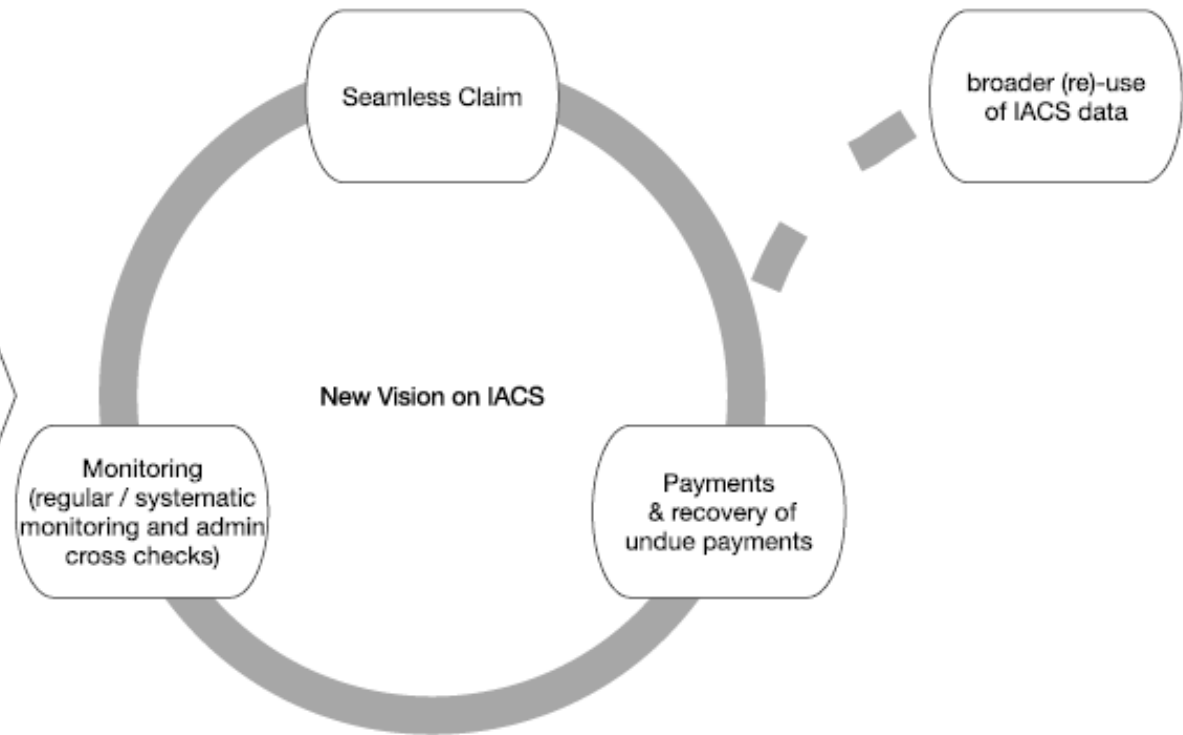 Seamless Claim
broader (re)-use
of IACS data
New Vision on IACS
Monitoring
(regular / systematic
monitoring and admin
cross checks)
Payments
& recovery of
undue payments